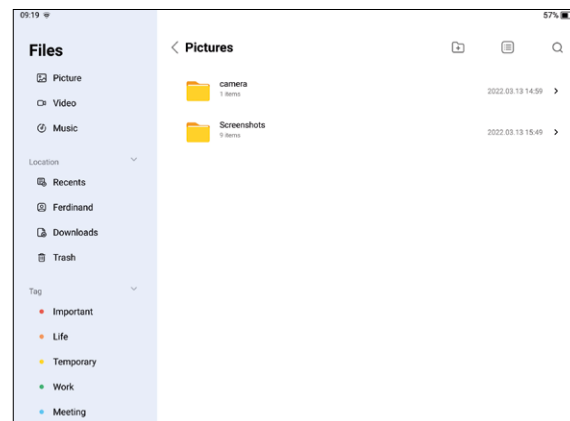 09:19
57%
Files
Picture
Video
Music
Location
Recents
Ferdinand
Downloads
Trash
Tag
Important
Life
Temporary
Work
Meeting
Pictures
camera
1 items
2022.03.13 14:59
Screenshots
9 items
2022.03.13 15:49